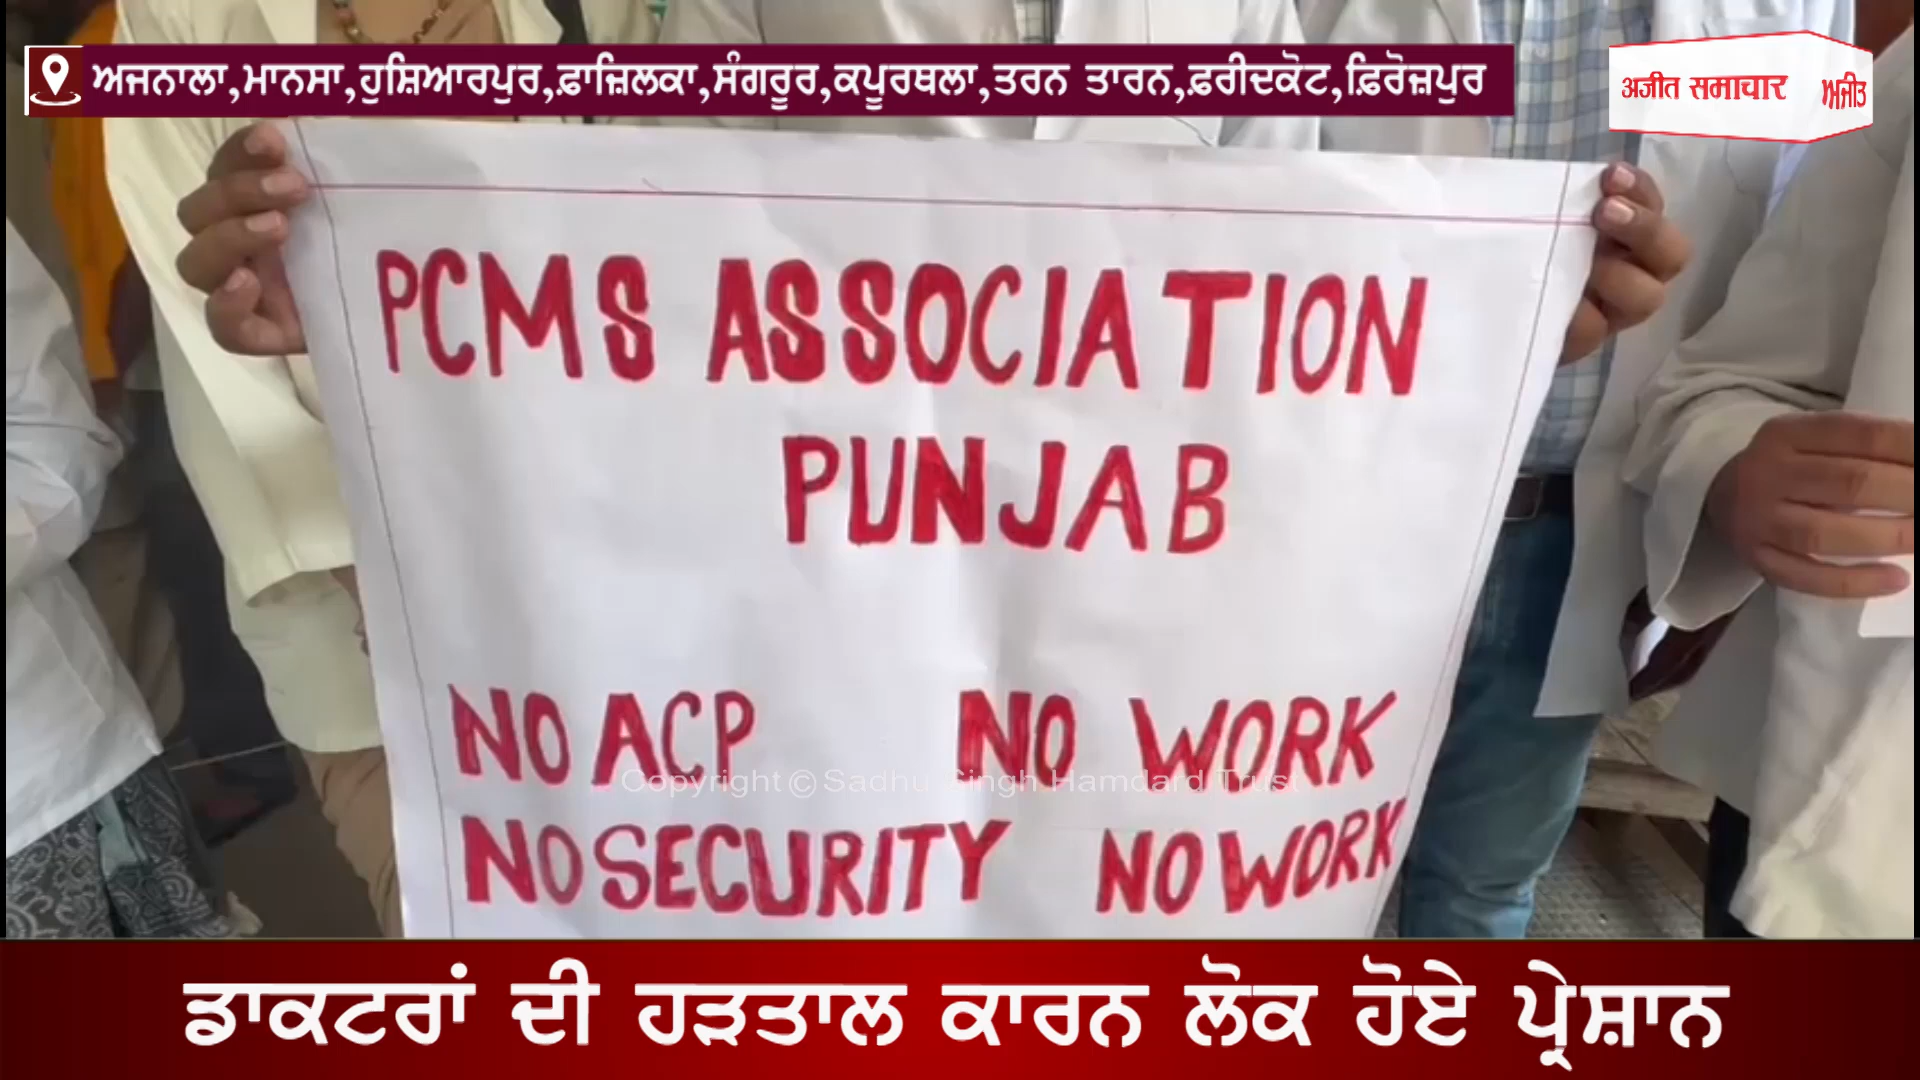 ਅਜਨਾਲਾ,ਮਾਨਸਾ,ਹੁਸ਼ਿਆਰਪੁਰ,ਫ਼ਾਜ਼ਿਲਕਾ,ਸੰਗਰੂਰ,ਕਪੂਰਥਲਾ,ਤਰਨ ਤਾਰਨ,ਫ਼ਰੀਦਕੋਟ,ਫ਼ਿਰੋਜ਼ਪੁਰ
अजीत समाचार ਅਜੀਤ
PCMS ASSOCIATION
PUNJAB
NO ACP NO WORK
Copyright © Sadhu Singh Hamdard Trust
NO SECURITY NO WORK
ਡਾਕਟਰਾਂ ਦੀ ਹੜਤਾਲ ਕਾਰਨ ਲੋਕ ਹੋਏ ਪ੍ਰੇਸ਼ਾਨ